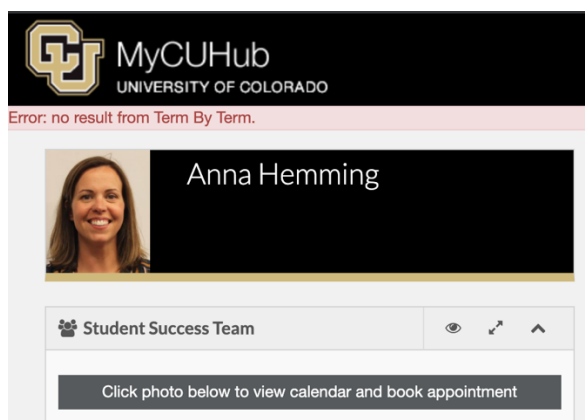 CU
MyCUHub
UNIVERSITY OF COLORADO
Error: no result from Term By Term.
Anna Hemming
Student Success Team
Click photo below to view calendar and book appointment